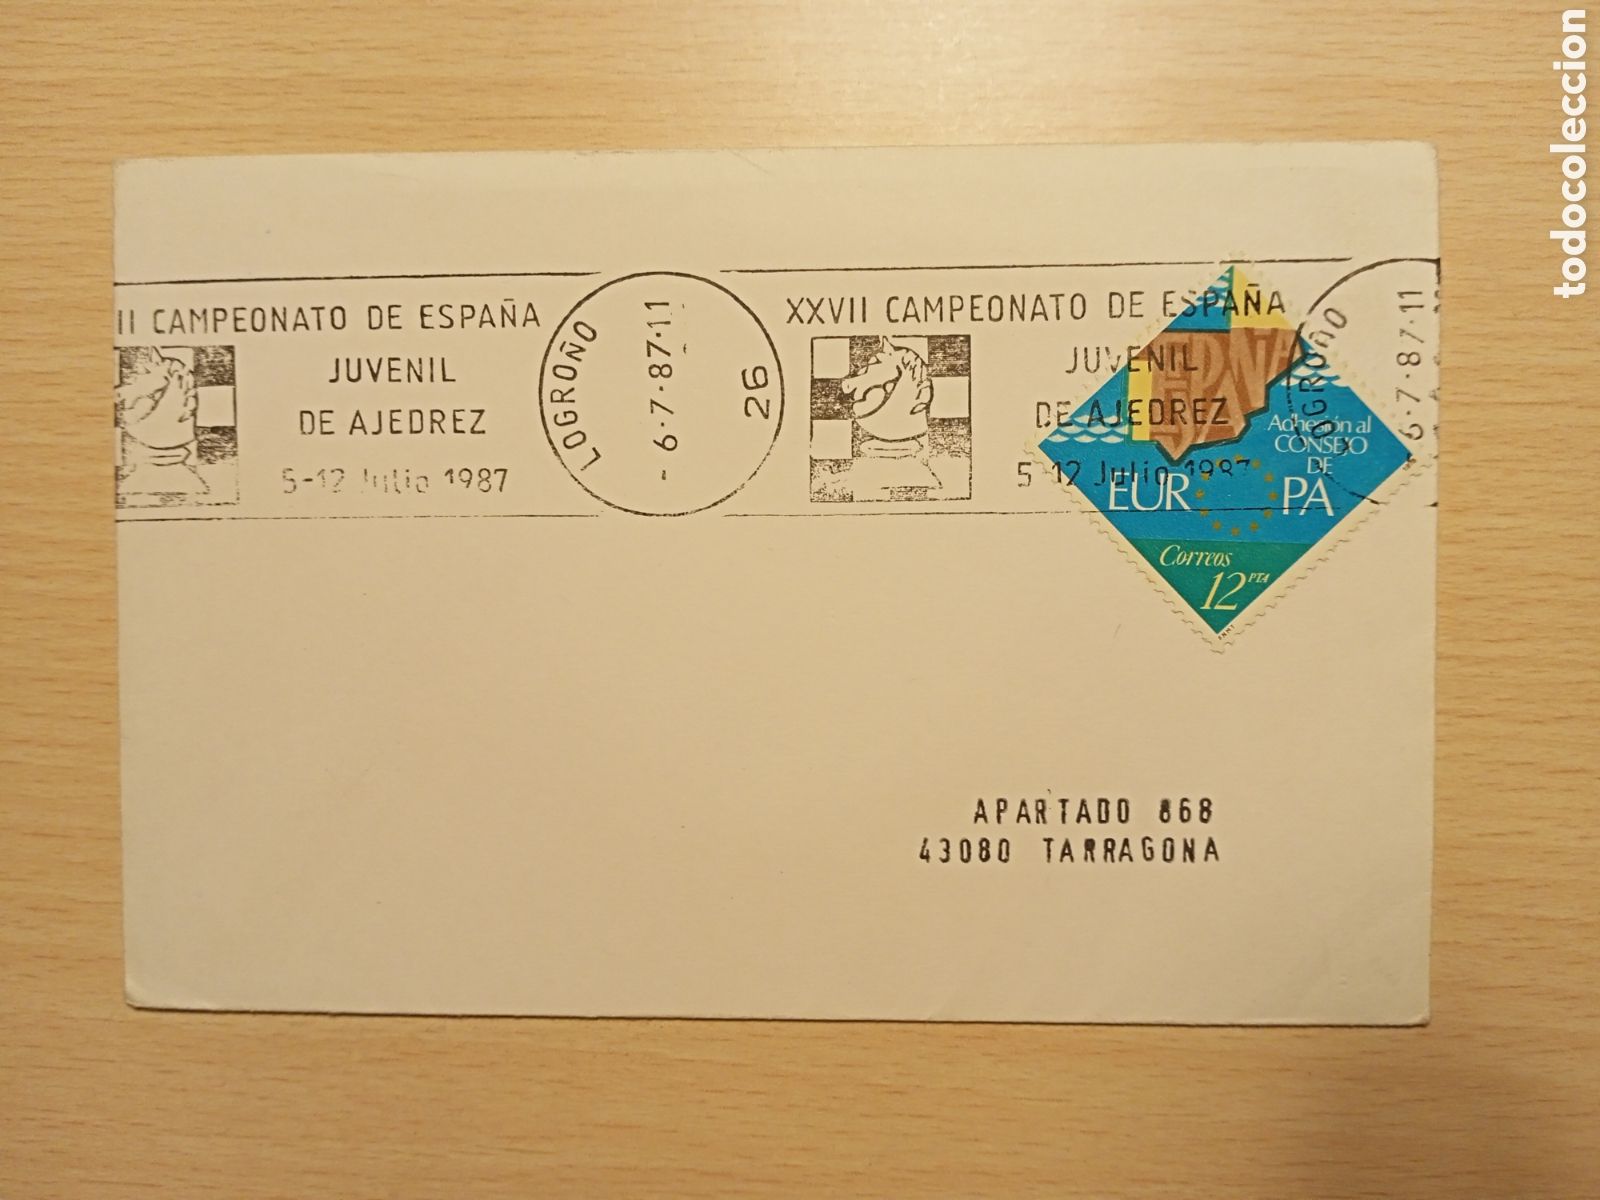 II CAMPEONATO DE ESPAÑA
JUVENIL
DE AJEDREZ
5-12 Julio 1987
LOGROÑO
-6-7-87-11
26
XXVII CAMPEONATO DE ESPAÑA
JUVENIL
DE AJEDREZ
5-12 Julio 1987
LOGROÑO
6-7-87-11
ESPAÑA
Adhesión al
CONSEJO
DE
EUR PA
Correos
12 PTA
FNMT
APARTADO 868
43080 TARRAGONA
todocoleccion